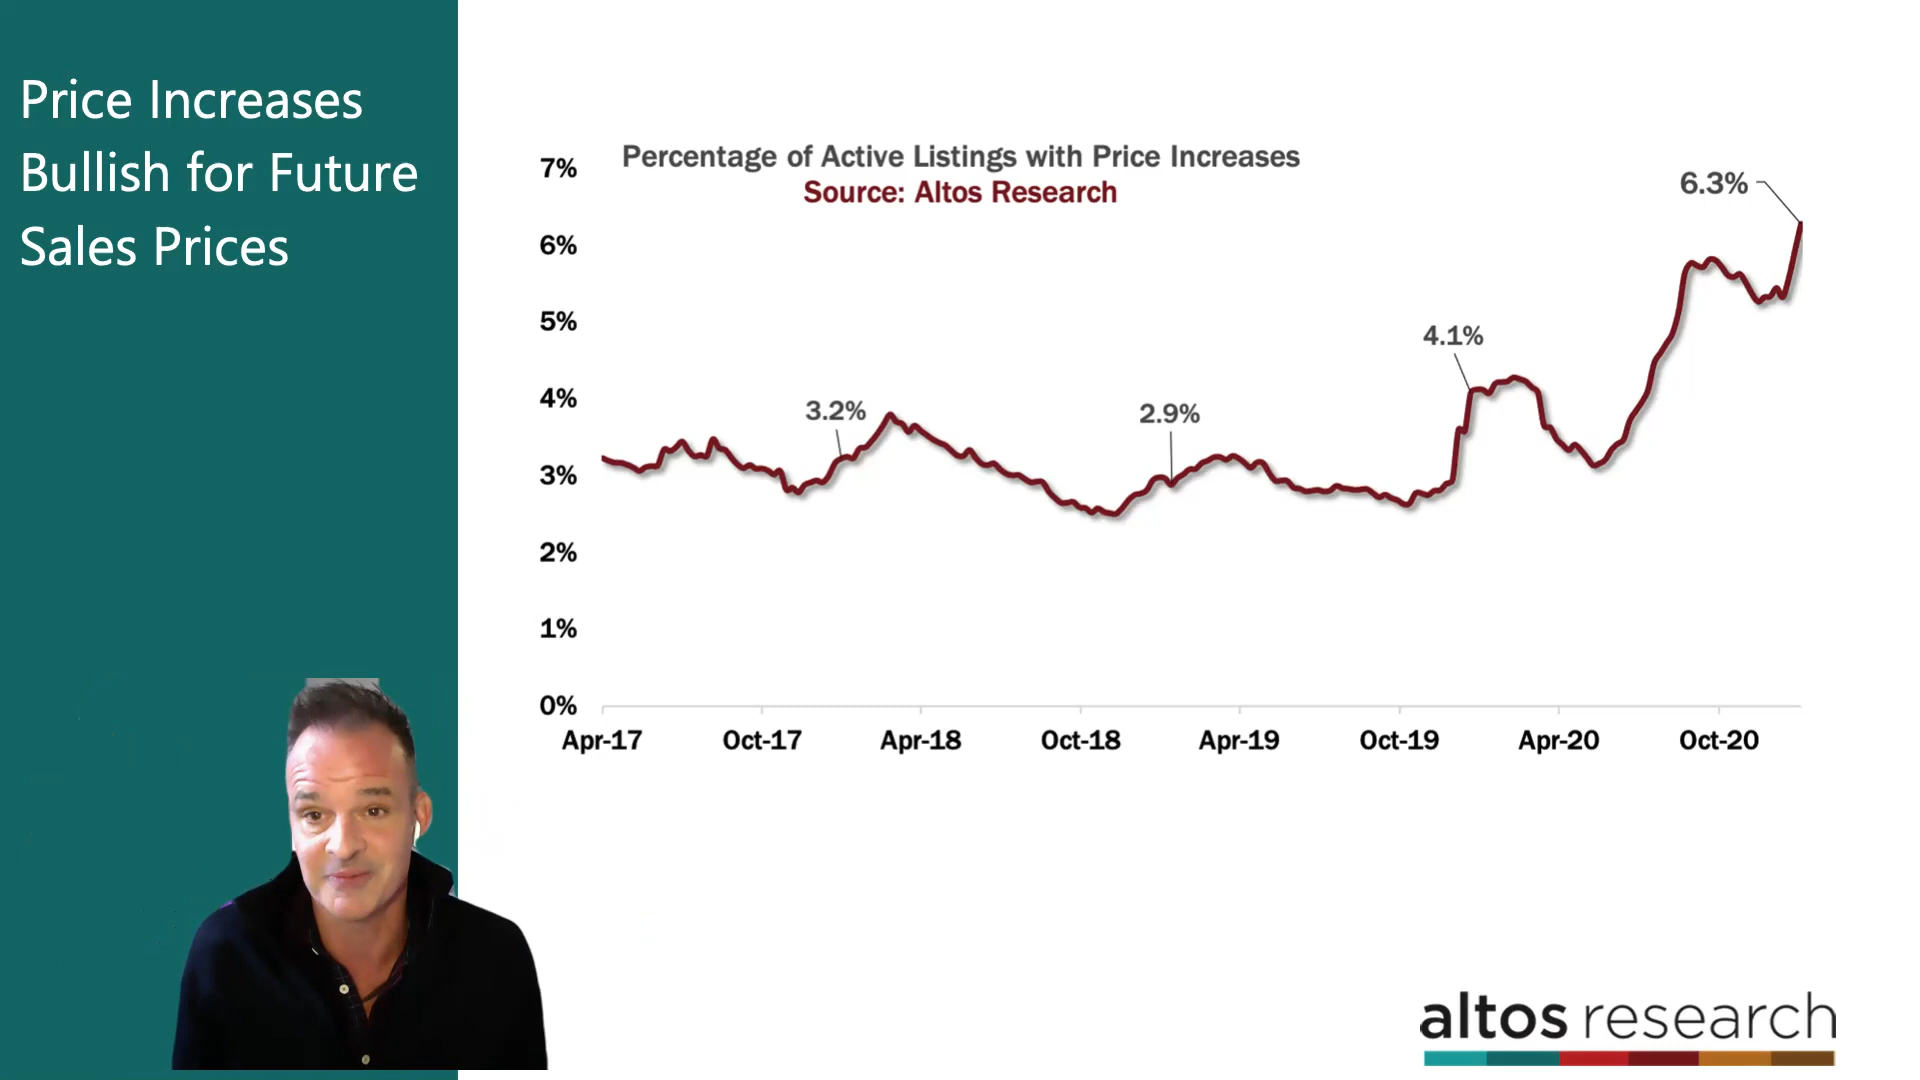 Price Increases
Bullish for Future
Sales Prices
Percentage of Active Listings with Price Increases
Source: Altos Research
7%
6%
5%
4%
3%
2%
1%
0%
3.2%
2.9%
4.1%
6.3%
Apr-17 Oct-17 Apr-18 Oct-18 Apr-19 Oct-19 Apr-20 Oct-20
altos research